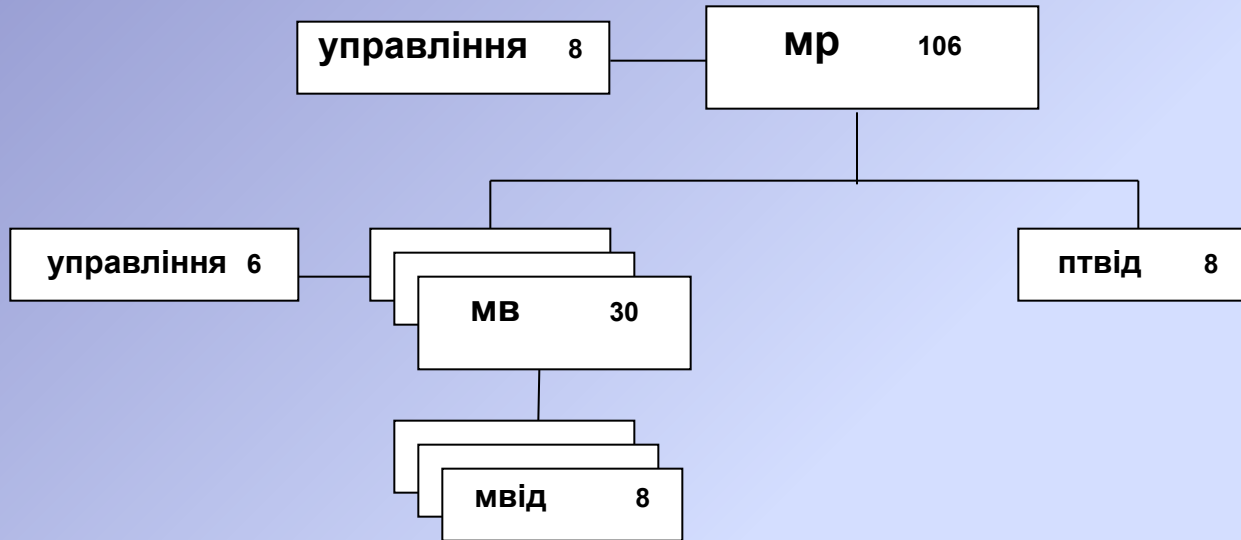 управління 8
мр 106
управління 6
мв 30
птвід 8
мвід 8